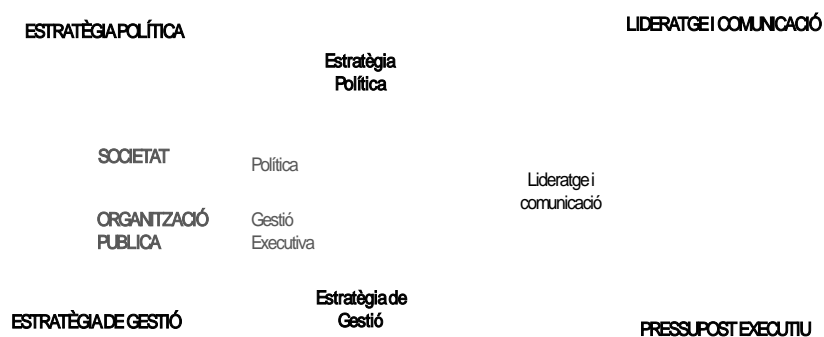 ESTRATÈGIA POLÍTICA
LIDERATGE I COMUNICACIÓ
Estratègia
Política
SOCIETAT
Política
Lideratge i
comunicació
ORGANITZACIÓ
PUBLICA
Gestió
Executiva
Estratègia de
Gestió
ESTRATÈGIA DE GESTIÓ
PRESSUPOST EXECUTIU